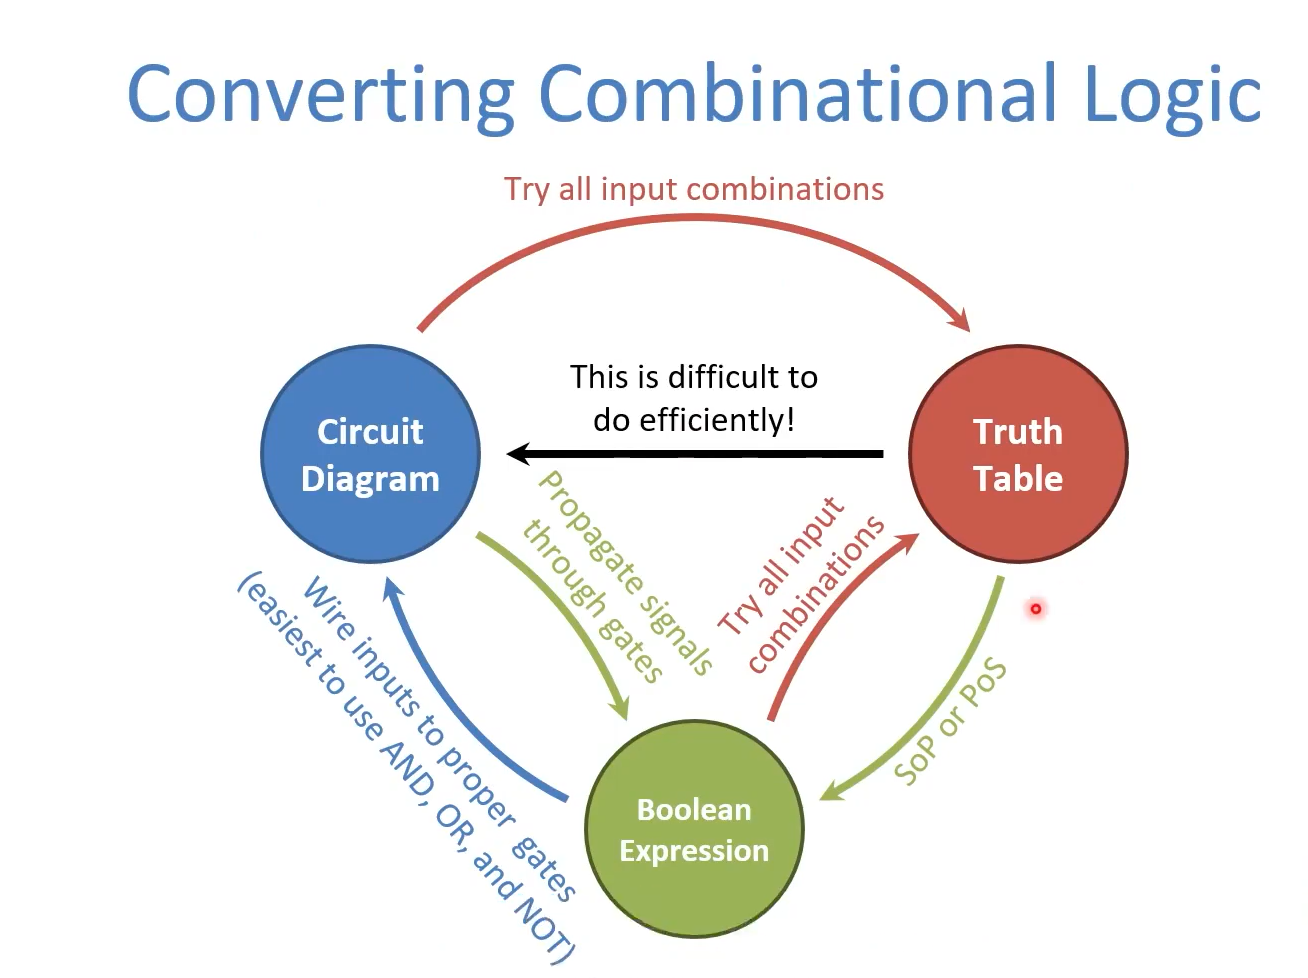 Converting Combinational Logic
Try all input combinations
This is difficult to
do efficiently!
Circuit
Diagram
Truth
Table
Propagate signals
through gates
Try all input
combinations
Wire inputs to proper gates
(easiest to use AND, OR, and NOT)
SoP or PoS
Boolean
Expression